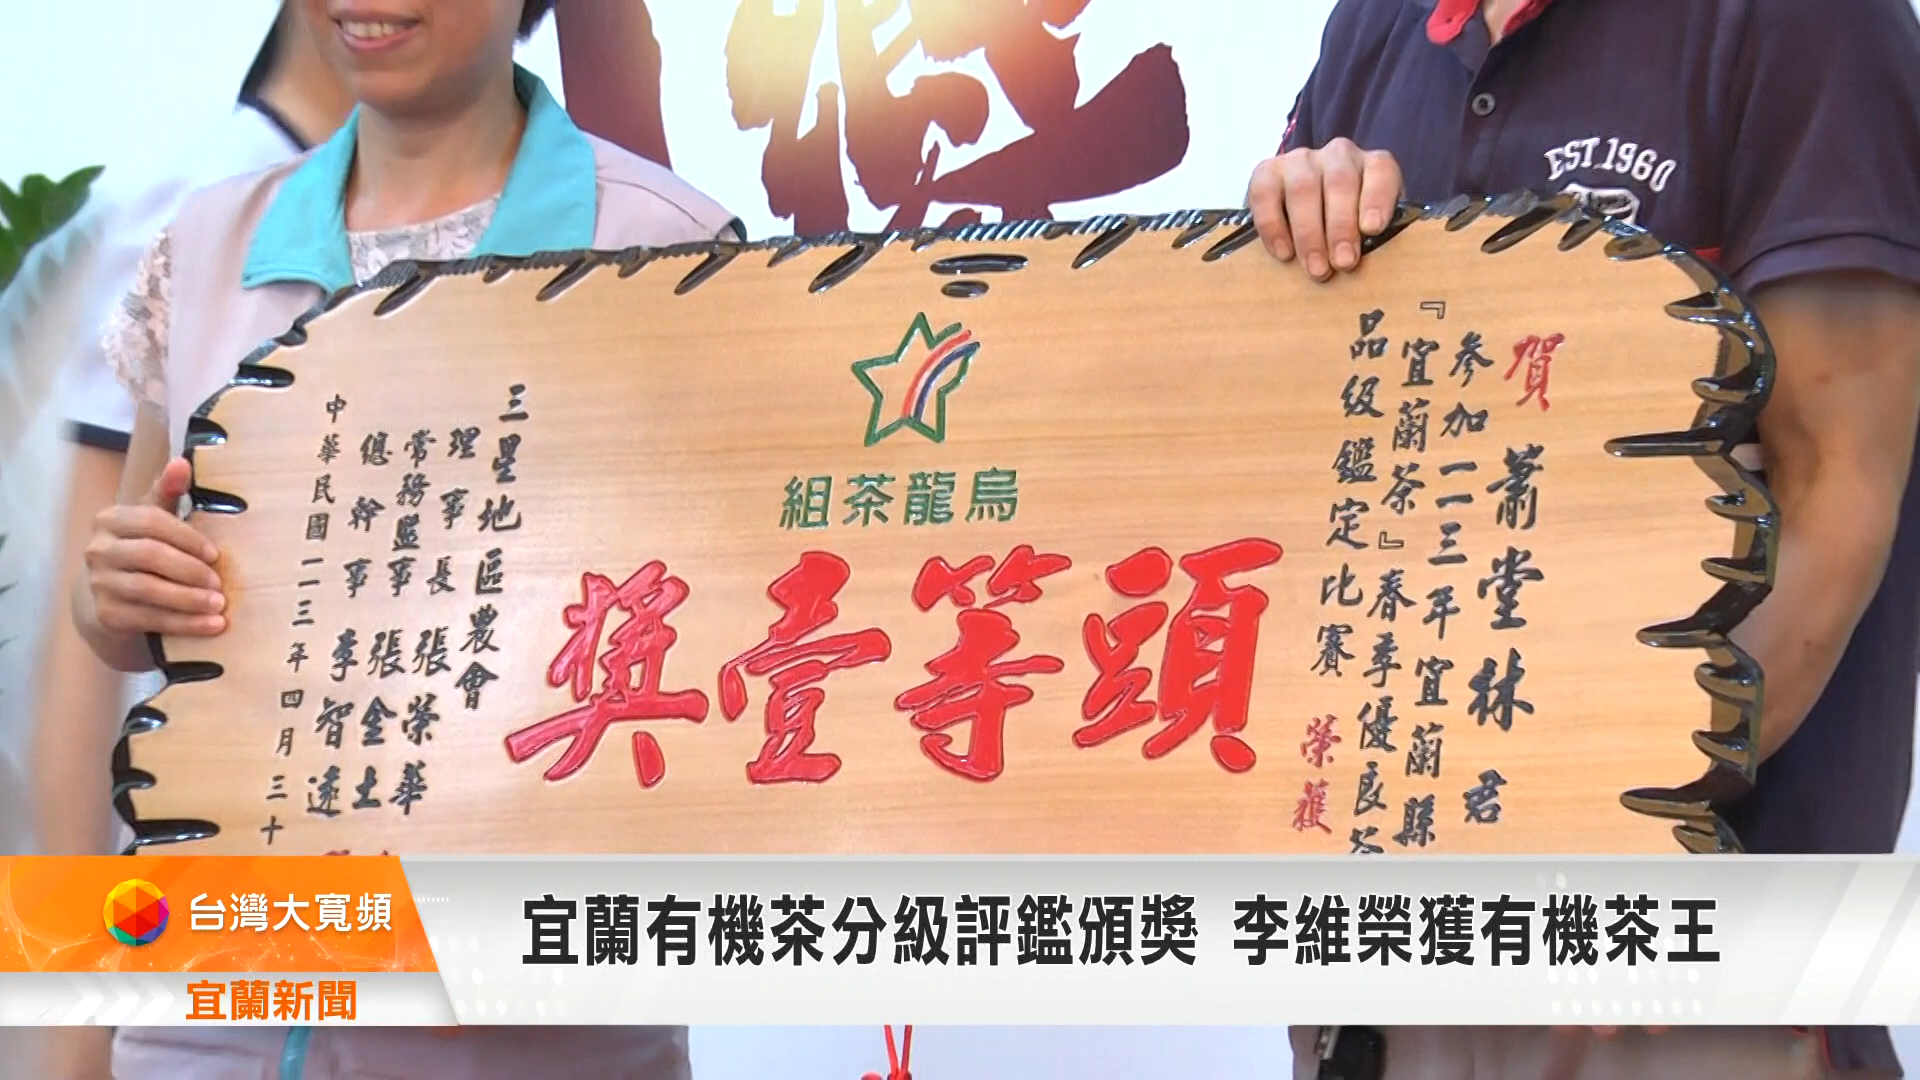 EST.1960
賀 蕭堂林 君
參加一一三年宜蘭縣
『宜蘭茶』春季優良茶
品級鑑定比賽 榮獲
烏龍茶組
頭等壹獎
三星地區農會
理事長 張榮華
常務監事 張金土
總幹事 李智遠
中華民國一一三年四月三十
台灣大寬頻
宜蘭有機茶分級評鑑頒獎 李維榮獲有機茶王
宜蘭新聞